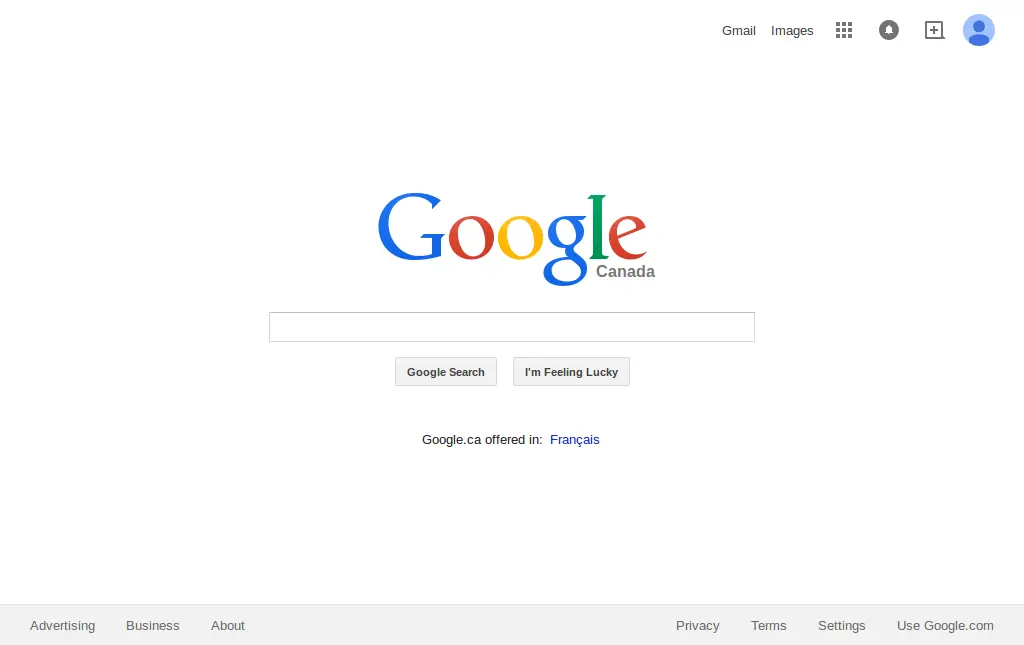 Gmail Images
Google
Canada
Google Search I'm Feeling Lucky
Google.ca offered in: Français
Advertising Business About Privacy Terms Settings Use Google.com